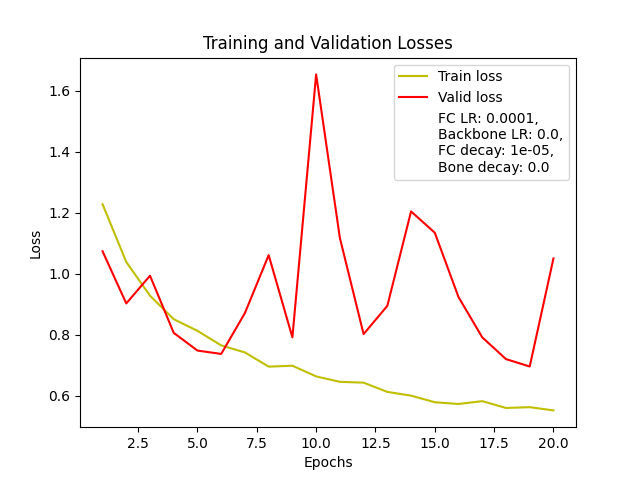 Training and Validation Losses
Train loss
Valid loss
FC LR: 0.0001,
Backbone LR: 0.0,
FC decay: 1e-05,
Bone decay: 0.0
1.6
1.4
1.2
1.0
0.8
0.6
Loss
2.5 5.0 7.5 10.0 12.5 15.0 17.5 20.0
Epochs